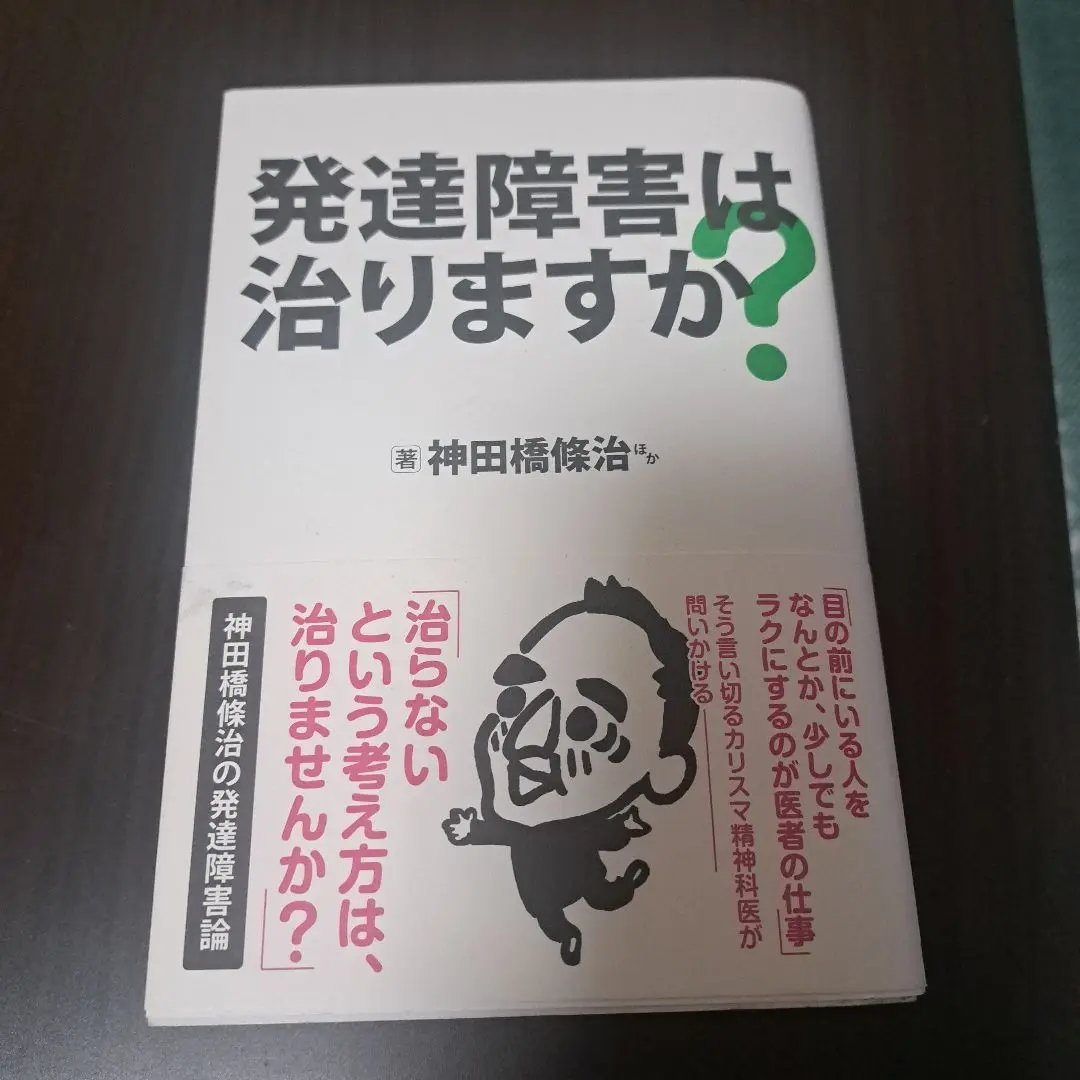 発達障害は
治りますか?
著 神田橋條治ほか
「目の前にいる人を
なんとか、少しでも
ラクにするのが医者の仕事」
そう言い切るカリスマ精神科医が
問いかける
「治らない
という考え方は、
治りませんか?」
神田橋條治の発達障害論